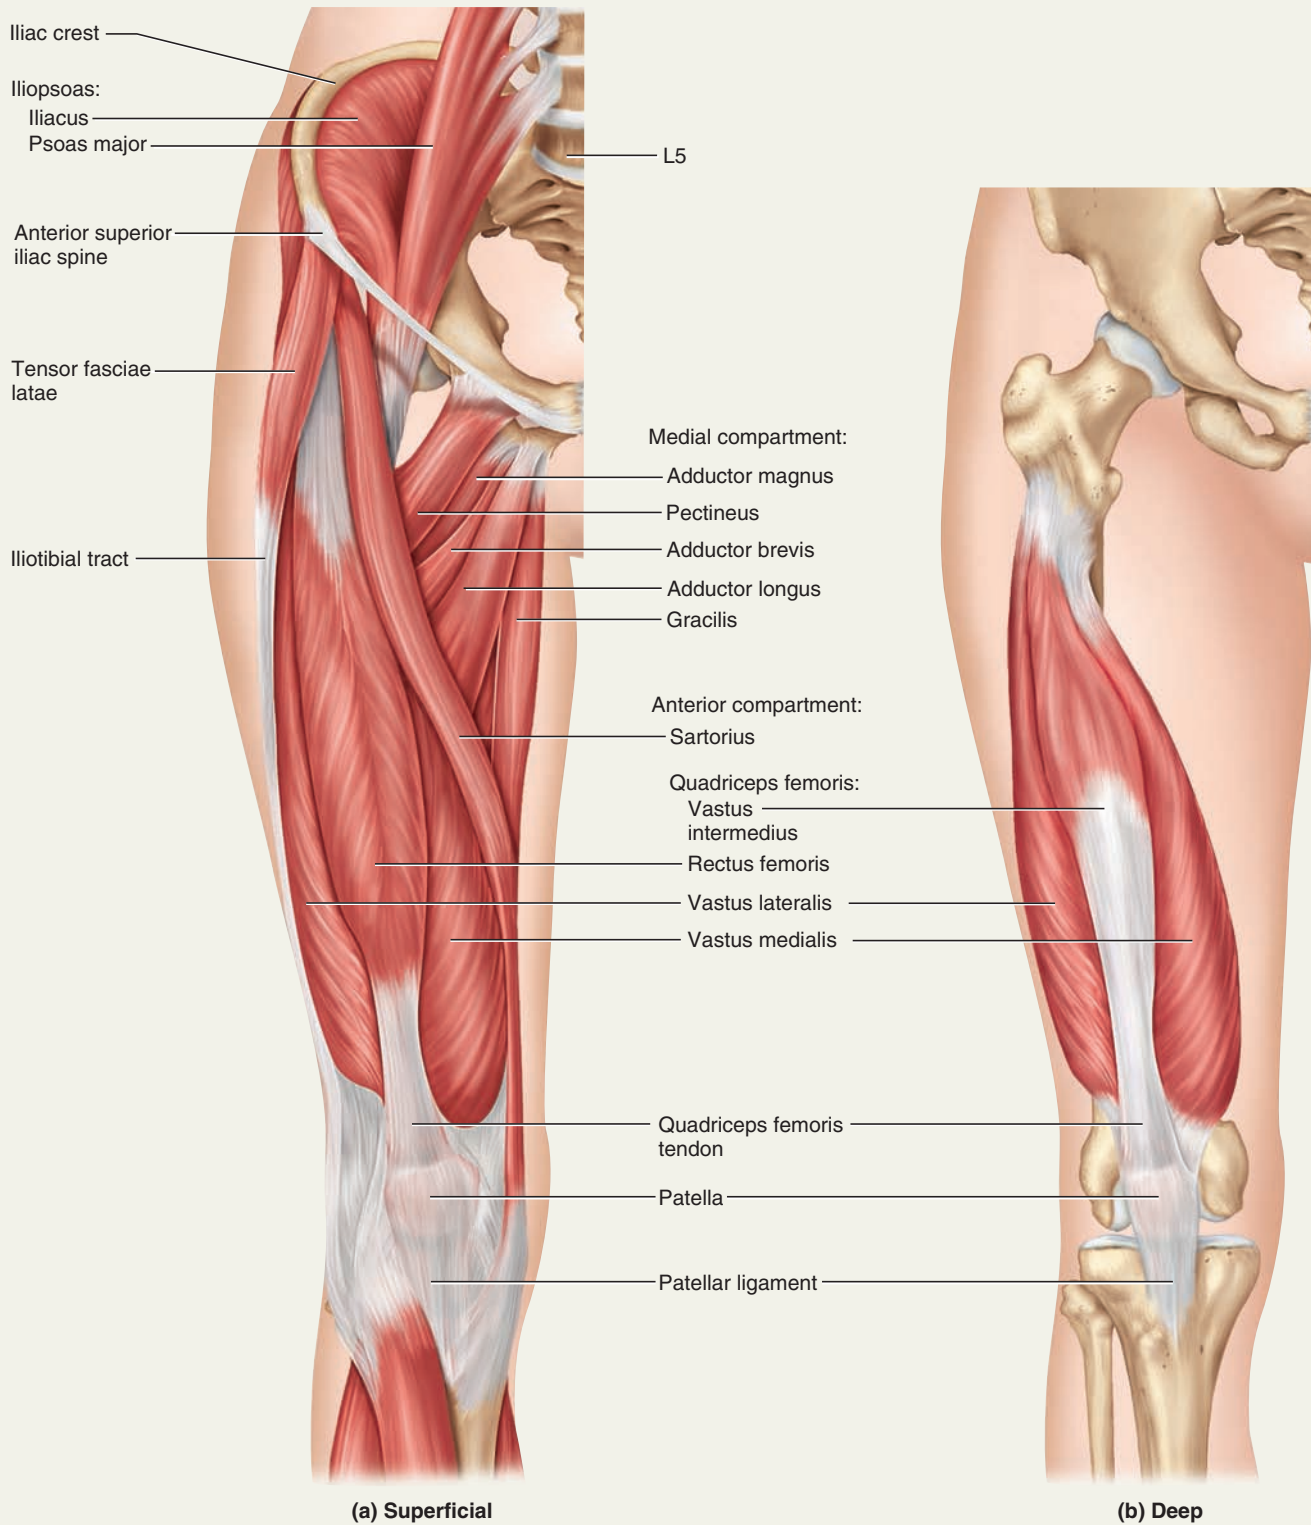 Iliac crest
Iliopsoas:
Iliacus
Psoas major
L5
Anterior superior
iliac spine
Tensor fasciae
latae
Iliotibial tract
Medial compartment:
Adductor magnus
Pectineus
Adductor brevis
Adductor longus
Gracilis
Anterior compartment:
Sartorius
Quadriceps femoris:
Vastus
intermedius
Rectus femoris
Vastus lateralis
Vastus medialis
Quadriceps femoris
tendon
Patella
Patellar ligament
(a) Superficial
(b) Deep